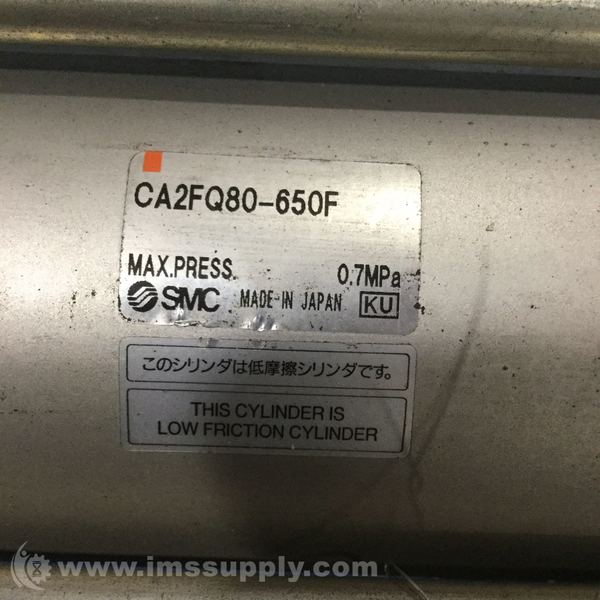 CA2FQ80-650F
MAX.PRESS. 0.7MPa
SMC MADE-IN JAPAN KU
このシリンダは低摩擦シリンダです。
THIS CYLINDER IS
LOW FRICTION CYLINDER
www.imssupply.com